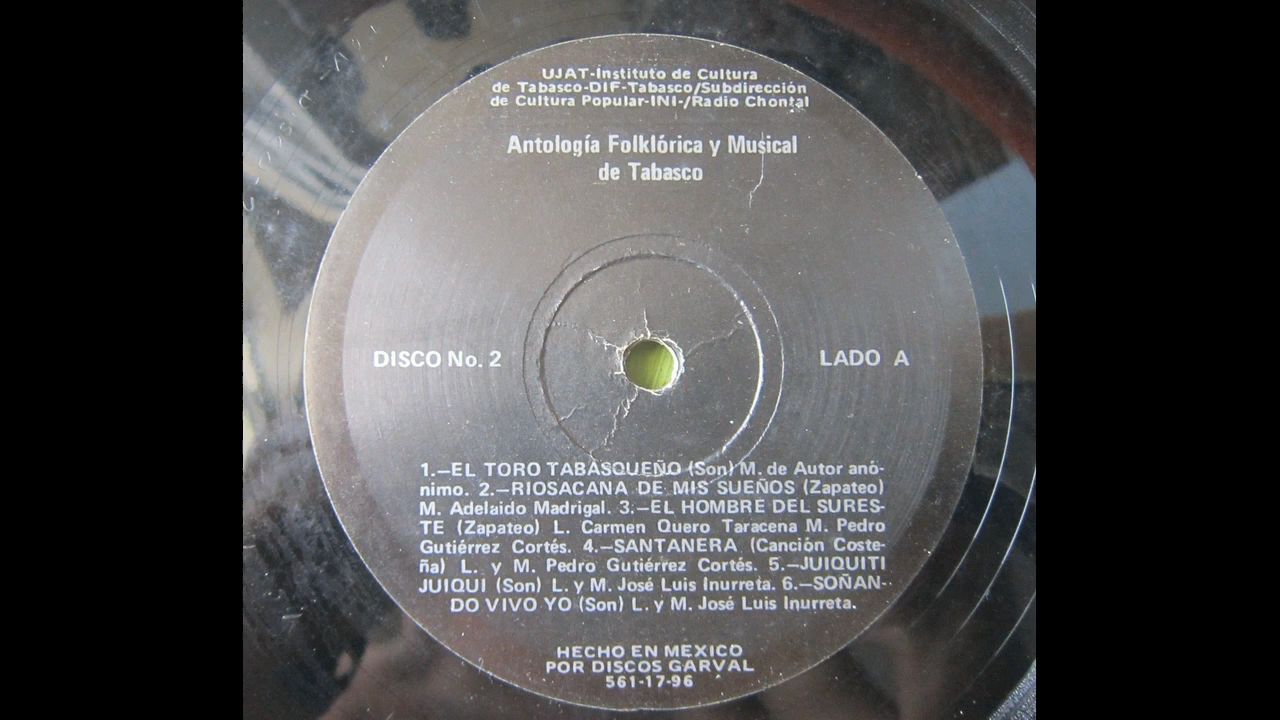 UJAT-Instituto de Cultura
de Tabasco-DIF-Tabasco/Subdirección
de Cultura Popular-INI-/Radio Chontal
Antología Folklórica y Musical
de Tabasco
DISCO No. 2
LADO A
1.—EL TORO TABASQUEÑO (Son) M. de Autor anó-
nimo. 2.—RIOSACANA DE MIS SUEÑOS (Zapateo)
M. Adelaido Madrigal. 3.—EL HOMBRE DEL SURES-
TE (Zapateo) L. Carmen Quero Taracena M. Pedro
Gutiérrez Cortés. 4.—SANTANERA (Canción Coste-
ña) L. y M. Pedro Gutiérrez Cortés. 5.—JUIQUITI
JUIQUI (Son) L. y M. José Luis Inurreta. 6.—SOÑAN-
DO VIVO YO (Son) L. y M. José Luis Inurreta.
HECHO EN MEXICO
POR DISCOS GARVAL
561-17-96